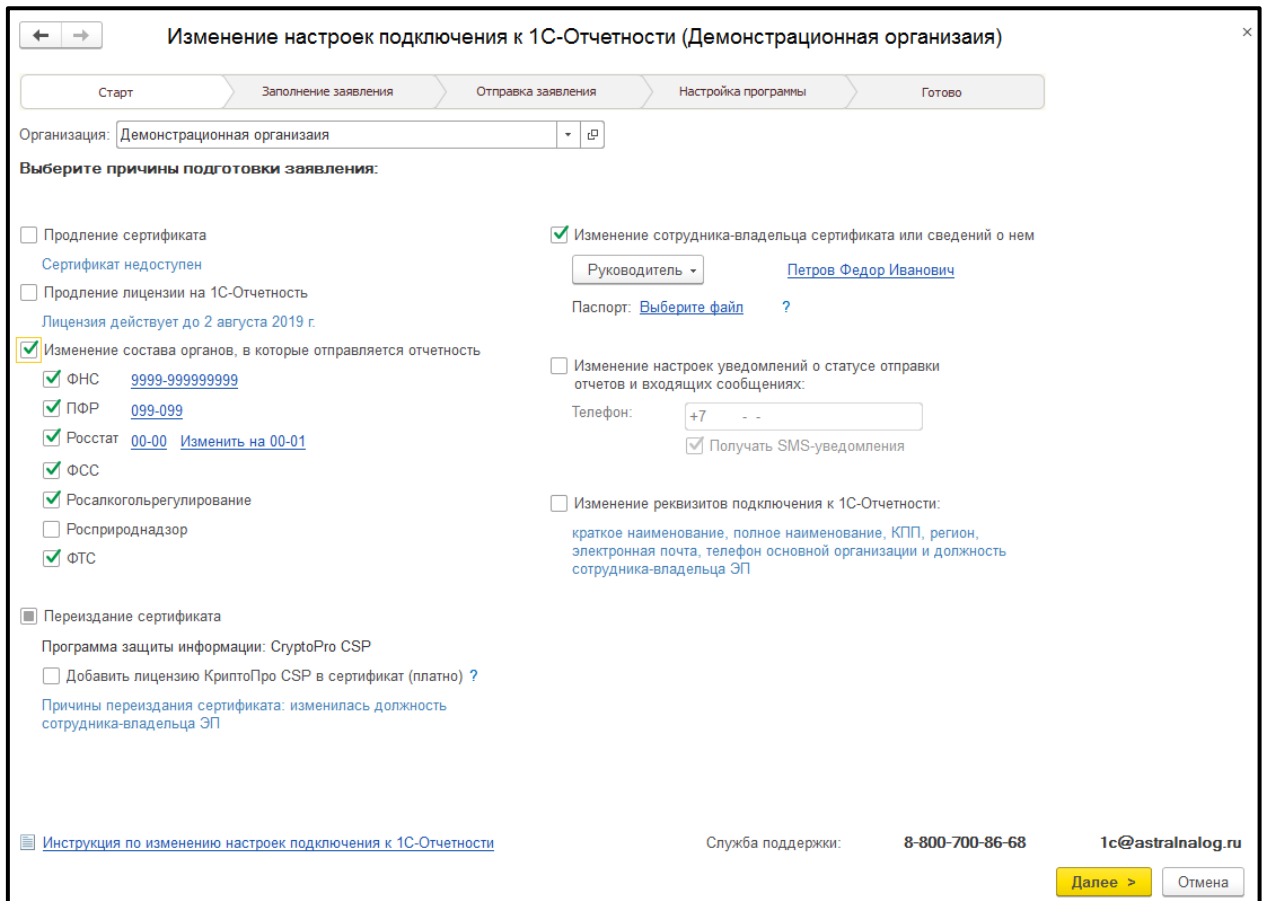 Изменение настроек подключения к 1С-Отчетности (Демонстрационная организаия)
Старт
Заполнение заявления
Отправка заявления
Настройка программы
Готово
Организация: Демонстрационная организаия
Выберите причины подготовки заявления:
Продление сертификата
Сертификат недоступен
Продление лицензии на 1С-Отчетность
Лицензия действует до 2 августа 2019 г.
Изменение состава органов, в которые отправляется отчетность
ФНС 9999-999999999
ПФР 099-099
Росстат 00-00 Изменить на 00-01
ФСС
Росалкогольрегулирование
Росприроднадзор
ФТС
Переиздание сертификата
Программа защиты информации: CryptoPro CSP
Добавить лицензию КриптоПро CSP в сертификат (платно) ?
Причины переиздания сертификата: изменилась должность
сотрудника-владельца ЭП
Изменение сотрудника-владельца сертификата или сведений о нем
Руководитель Петров Федор Иванович
Паспорт: Выберите файл ?
Изменение настроек уведомлений о статусе отправки
отчетов и входящих сообщениях:
Телефон: +7 - -
Получать SMS-уведомления
Изменение реквизитов подключения к 1С-Отчетности:
краткое наименование, полное наименование, КПП, регион,
электронная почта, телефон основной организации и должность
сотрудника-владельца ЭП
Инструкция по изменению настроек подключения к 1С-Отчетности
Служба поддержки: 8-800-700-86-68 1c@astralnalog.ru
Далее >
Отмена